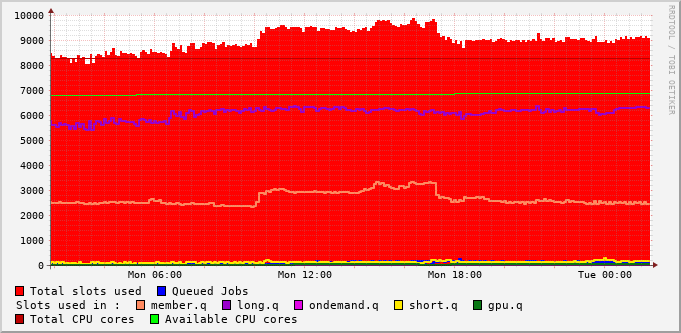 RRDTOOL / TOBI OETIKER
10000
9000
8000
7000
6000
5000
4000
3000
2000
1000
0
Mon 06:00 Mon 12:00 Mon 18:00 Tue 00:00
Total slots used Queued Jobs
Slots used in : member.q long.q ondemand.q short.q gpu.q
Total CPU cores Available CPU cores